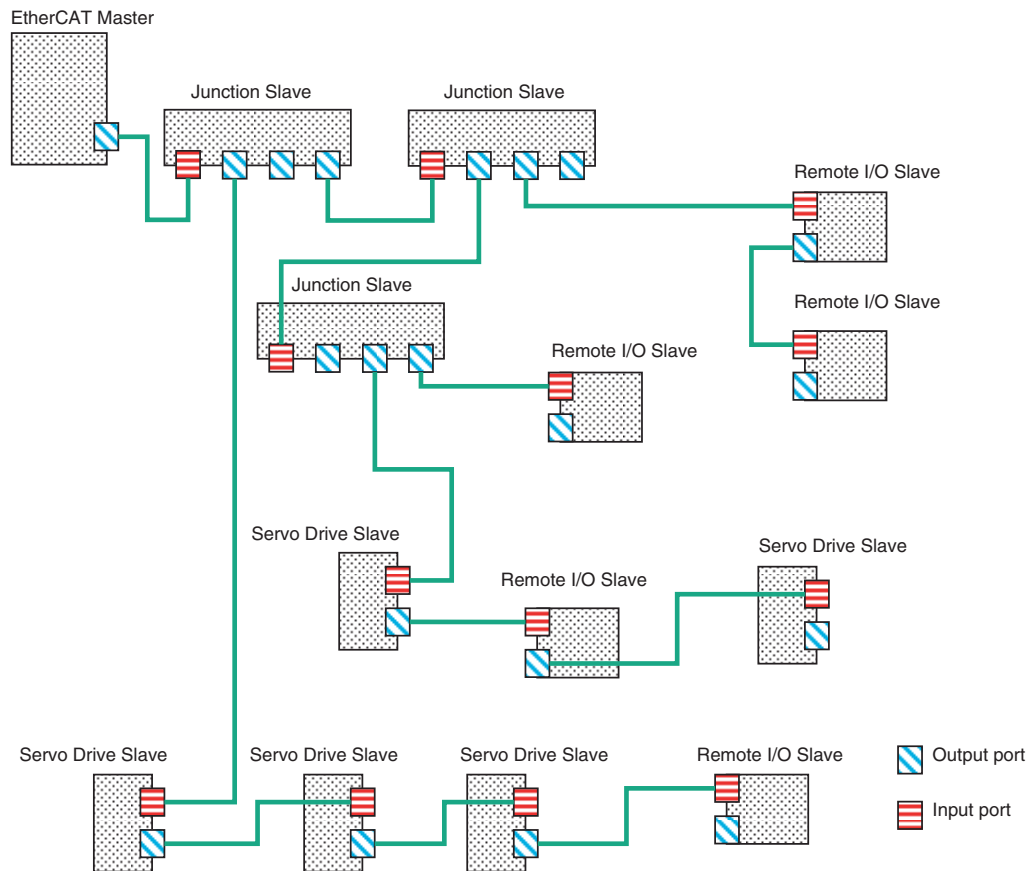 EtherCAT Master
Junction Slave
Junction Slave
Remote I/O Slave
Junction Slave
Remote I/O Slave
Remote I/O Slave
Servo Drive Slave
Remote I/O Slave
Servo Drive Slave
Servo Drive Slave
Servo Drive Slave
Servo Drive Slave
Remote I/O Slave
Output port
Input port